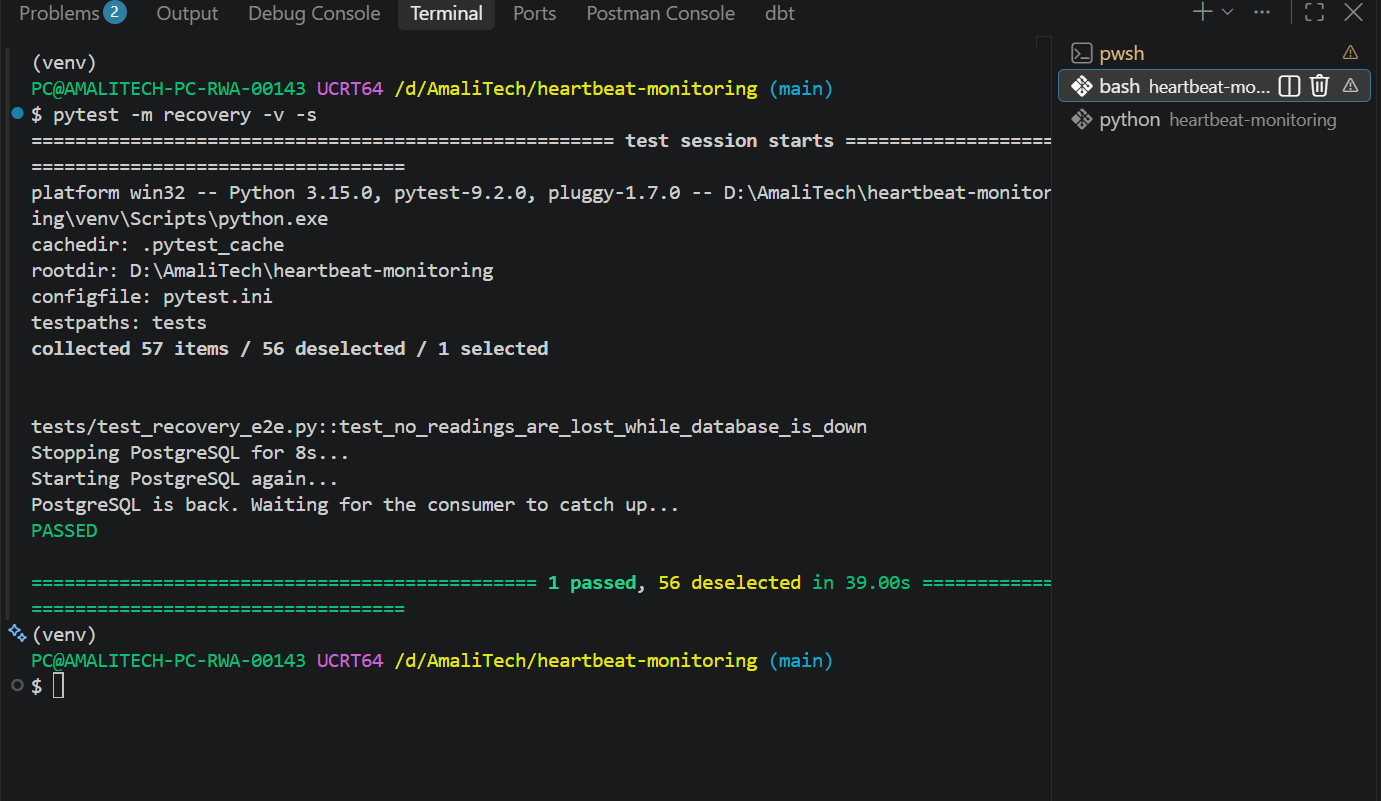 Problems 2 Output Debug Console Terminal Ports Postman Console dbt
(venv)
PC@AMALITECH-PC-RWA-00143 UCRT64 /d/AmaliTech/heartbeat-monitoring (main)
$ pytest -m recovery -v -s
===================================================== test session starts ===================
==================================
platform win32 -- Python 3.15.0, pytest-9.2.0, pluggy-1.7.0 -- D:\AmaliTech\heartbeat-monitor
ing\venv\Scripts\python.exe
cachedir: .pytest_cache
rootdir: D:\AmaliTech\heartbeat-monitoring
configfile: pytest.ini
testpaths: tests
collected 57 items / 56 deselected / 1 selected
tests/test_recovery_e2e.py::test_no_readings_are_lost_while_database_is_down
Stopping PostgreSQL for 8s...
Starting PostgreSQL again...
PostgreSQL is back. Waiting for the consumer to catch up...
PASSED
============================================== 1 passed, 56 deselected in 39.00s ============
==================================
(venv)
PC@AMALITECH-PC-RWA-00143 UCRT64 /d/AmaliTech/heartbeat-monitoring (main)
$
pwsh
bash heartbeat-mo...
python heartbeat-monitoring